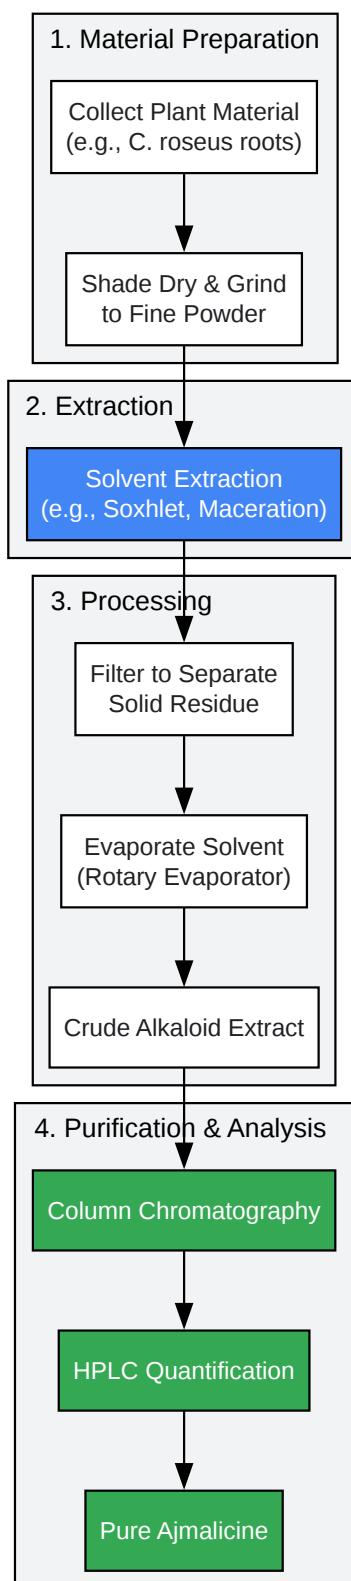 1. Material Preparation
Collect Plant Material
(e.g., C. roseus roots)
Shade Dry & Grind
to Fine Powder
2. Extraction
Solvent Extraction
(e.g., Soxhlet, Maceration)
3. Processing
Filter to Separate
Solid Residue
Evaporate Solvent
(Rotary Evaporator)
Crude Alkaloid Extract
4. Purification & Analysis
Column Chromatography
HPLC Quantification
Pure Ajmalicine